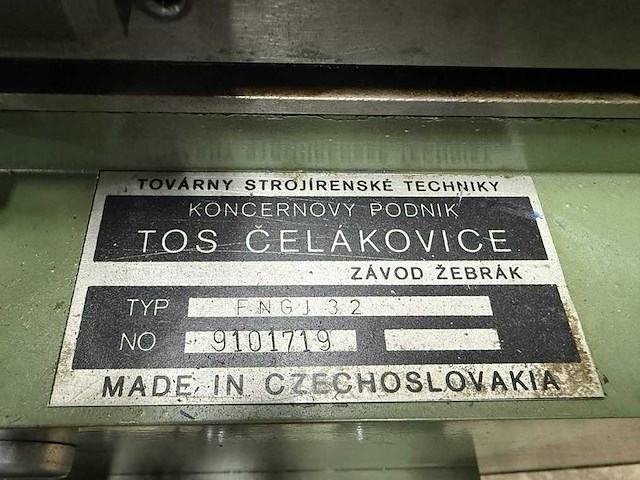 TOVÁRNY STROJÍRENSKÉ TECHNIKY
KONCERNOVÝ PODNIK
TOS ČELÁKOVICE
ZÁVOD ŽEBRÁK
TYP FNGJ 32
NO 9101719
MADE IN CZECHOSLOVAKIA